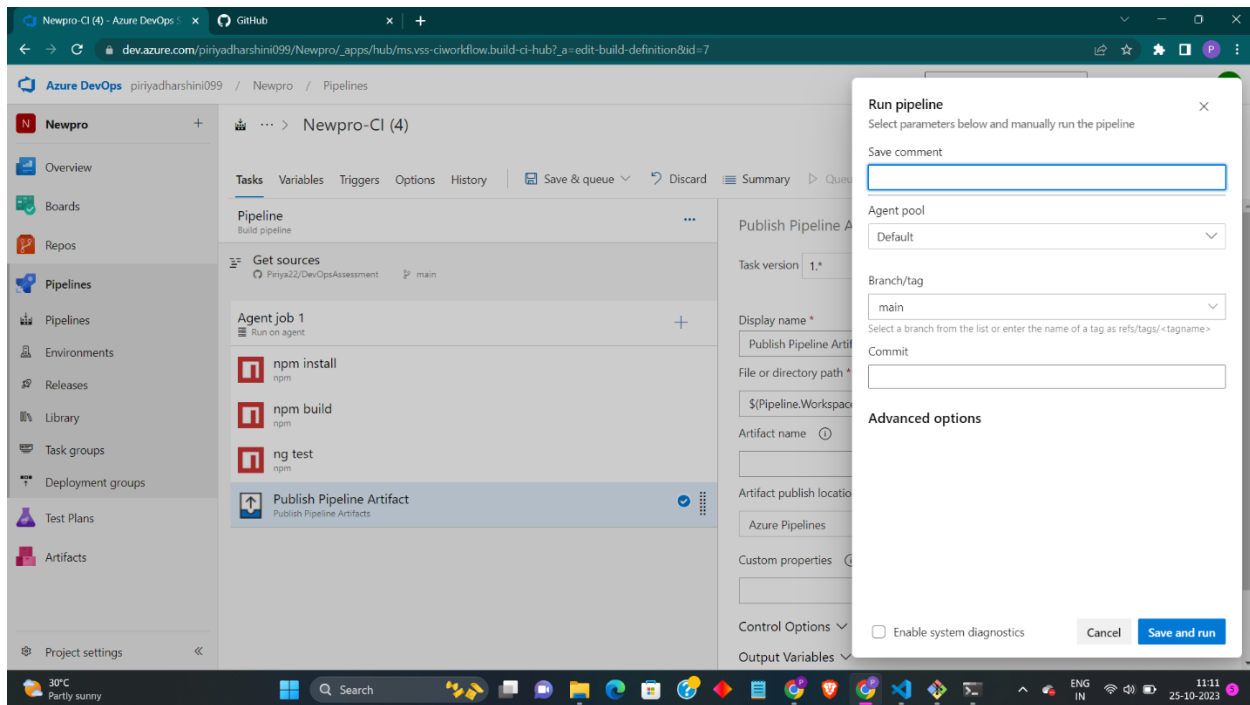 Newpro-CI (4) - Azure DevOps S
GitHub
dev.azure.com/piriyadharshini099/Newpro/_apps/hub/ms.vss-ciworkflow.build-ci-hub?_a=edit-build-definition&id=7
P
Azure DevOps piriyadharshini099 / Newpro / Pipelines
N Newpro
Overview
Boards
Repos
Pipelines
Pipelines
Environments
Releases
Library
Task groups
Deployment groups
Test Plans
Artifacts
Project settings
··· > Newpro-CI (4)
Tasks Variables Triggers Options History Save & queue Discard Summary Queu
Pipeline
Build pipeline
Get sources
Piriya22/DevOpsAssessment main
Agent job 1
Run on agent
npm install
npm
npm build
npm
ng test
npm
Publish Pipeline Artifact
Publish Pipeline Artifacts
Publish Pipeline A
Task version 1.*
Display name *
Publish Pipeline Artif
File or directory path *
$(Pipeline.Workspace
Artifact name
Artifact publish locatio
Azure Pipelines
Custom properties
Control Options
Output Variables
Run pipeline
Select parameters below and manually run the pipeline
Save comment
Agent pool
Default
Branch/tag
main
Select a branch from the list or enter the name of a tag as refs/tags/<tagname>
Commit
Advanced options
Enable system diagnostics
Cancel
Save and run
30°C
Partly sunny
Search
ENG
IN
11:11
25-10-2023
5